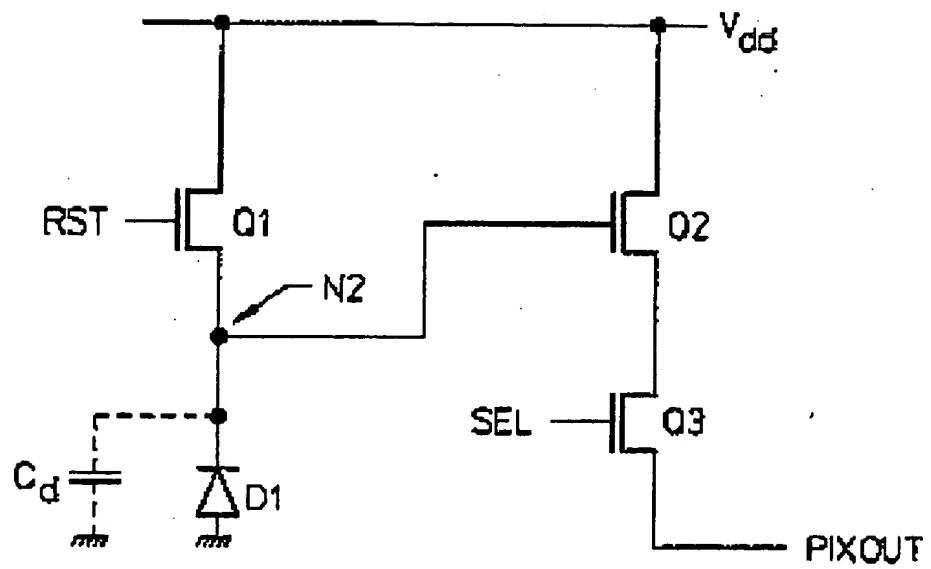 Vdd
RST
Q1
Q2
N2
SEL
Q3
Cd
D1
PIXOUT